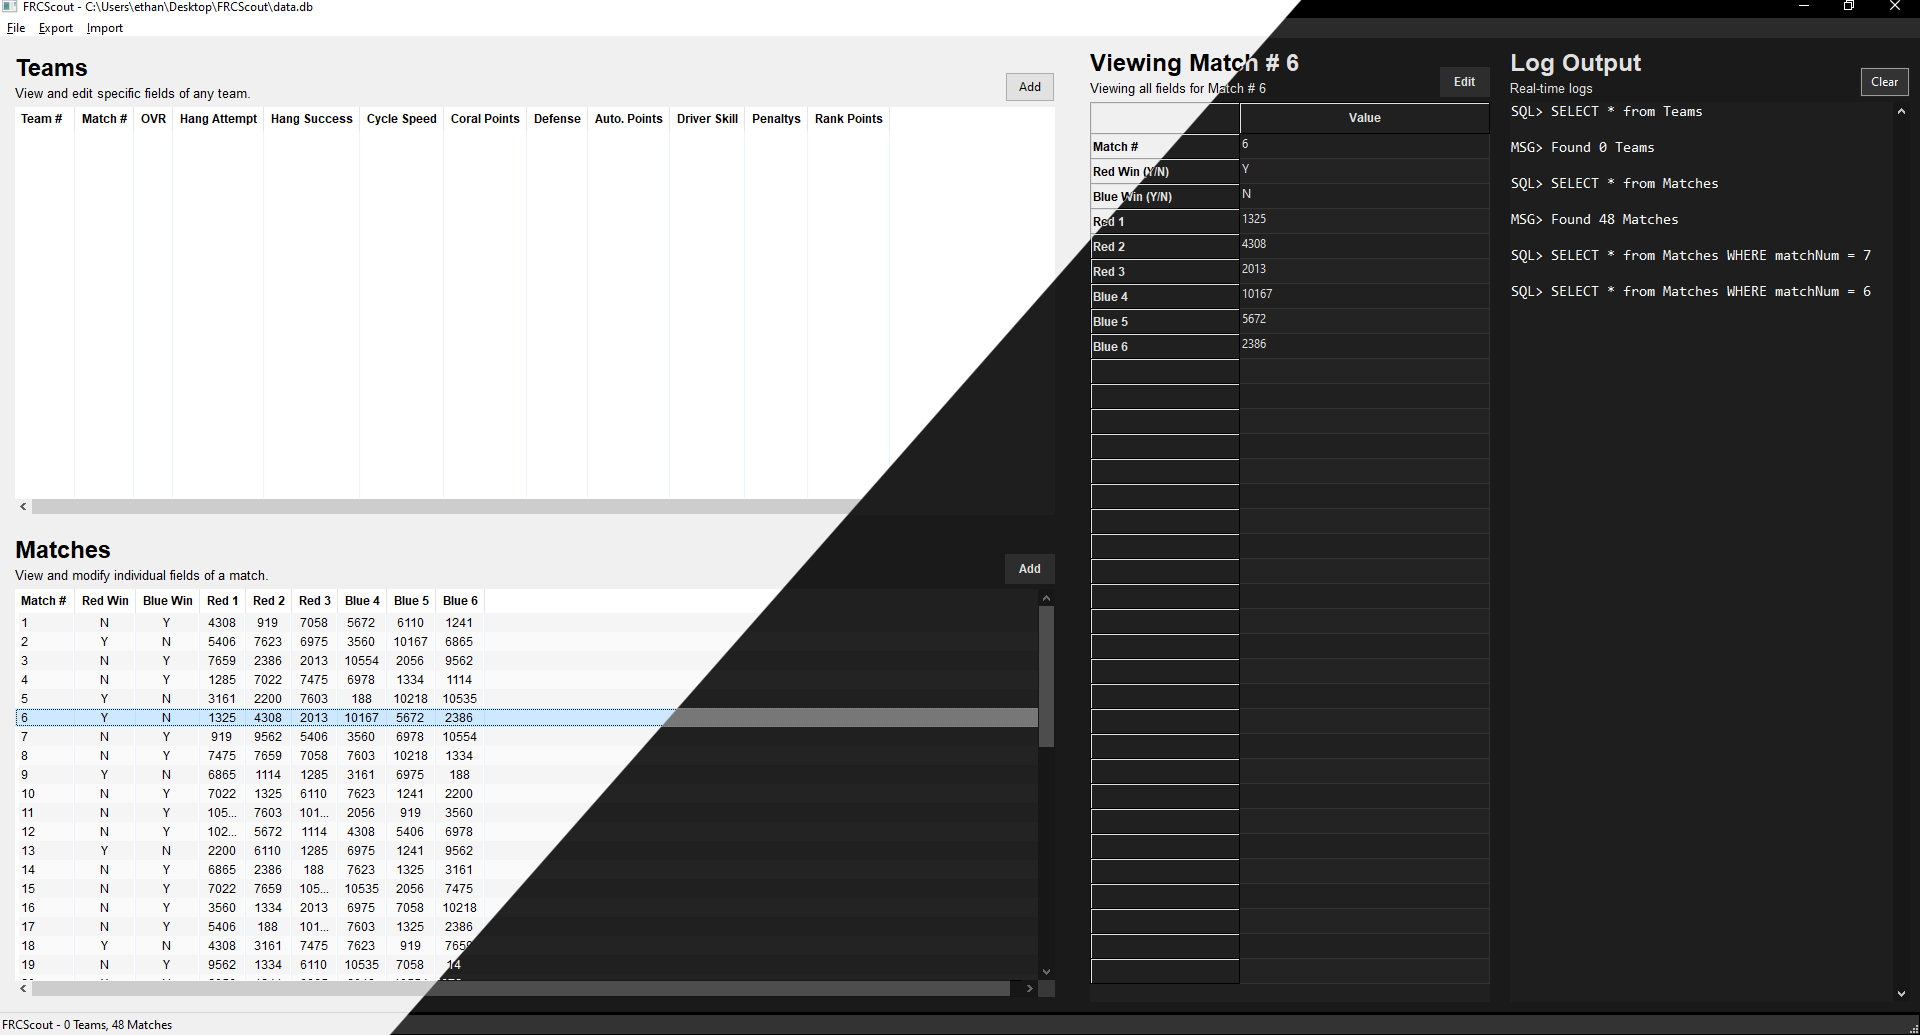 FRCScout - C:\Users\ethan\Desktop\FRCScout\data.db
File Export Import
Teams
View and edit specific fields of any team.
Add
Team # Match # OVR Hang Attempt Hang Success Cycle Speed Coral Points Defense Auto. Points Driver Skill Penaltys Rank Points
Matches
View and modify individual fields of a match.
Add
Match # Red Win Blue Win Red 1 Red 2 Red 3 Blue 4 Blue 5 Blue 6
1 N Y 4308 919 7058 5672 6110 1241
2 Y N 5406 7623 6975 3560 10167 6865
3 N Y 7659 2386 2013 10554 2056 9562
4 N Y 1285 7022 7475 6978 1334 1114
5 Y N 3161 2200 7603 188 10218 10535
6 Y N 1325 4308 2013 10167 5672 2386
7 N Y 919 9562 5406 3560 6978 10554
8 N Y 7475 7659 7058 7603 10218 1334
9 Y N 6865 1114 1285 3161 6975 188
10 N Y 7022 1325 6110 7623 1241 2200
11 N Y 105... 7603 101... 2056 919 3560
12 N Y 102... 5672 1114 4308 5406 6978
13 Y N 2200 6110 1285 6975 1241 9562
14 N Y 6865 2386 188 7623 1325 3161
15 N Y 7022 7659 105... 10535 2056 7475
16 N Y 3560 1334 2013 6975 7058 10218
17 N Y 5406 188 101... 7603 1325 2386
18 Y N 4308 3161 7475 7623 919 7659
19 N Y 9562 1334 6110 10535 7058
Viewing Match # 6
Viewing all fields for Match # 6
Edit
Value
Match # 6
Red Win (Y/N) Y
Blue Win (Y/N) N
Red 1 1325
Red 2 4308
Red 3 2013
Blue 4 10167
Blue 5 5672
Blue 6 2386
Log Output
Real-time logs
Clear
SQL> SELECT * from Teams
MSG> Found 0 Teams
SQL> SELECT * from Matches
MSG> Found 48 Matches
SQL> SELECT * from Matches WHERE matchNum = 7
SQL> SELECT * from Matches WHERE matchNum = 6
FRCScout - 0 Teams, 48 Matches